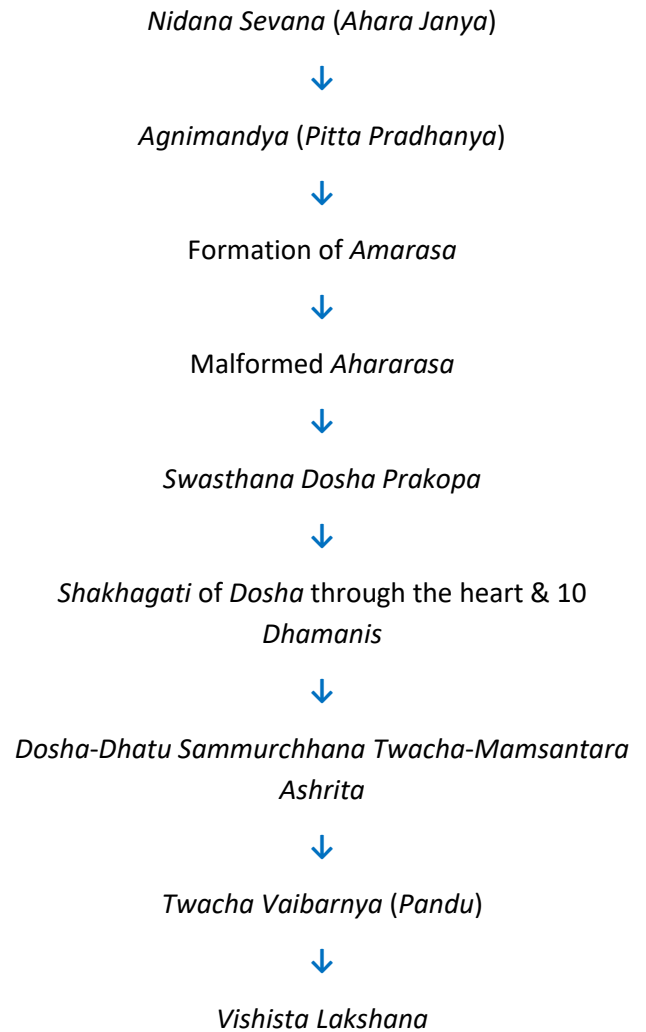 Nidana Sevana (Ahara Janya)
↓
Agnimandya (Pitta Pradhanya)
↓
Formation of Amarasa
↓
Malformed Ahararasa
↓
Swasthana Dosha Prakopa
↓
Shakhagati of Dosha through the heart & 10
Dhamanis
↓
Dosha-Dhatu Sammurchhana Twacha-Mamsantara
Ashrita
↓
Twacha Vaibarnya (Pandu)
↓
Vishista Lakshana